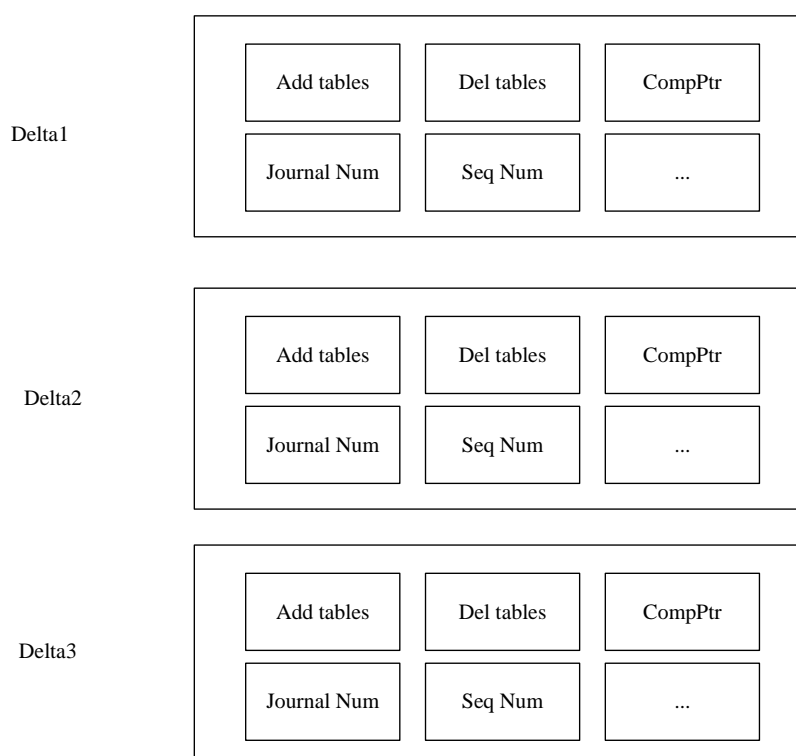 Add tables Del tables CompPtr
Delta1
Journal Num Seq Num ...
Add tables Del tables CompPtr
Delta2
Journal Num Seq Num ...
Add tables Del tables CompPtr
Delta3
Journal Num Seq Num ...